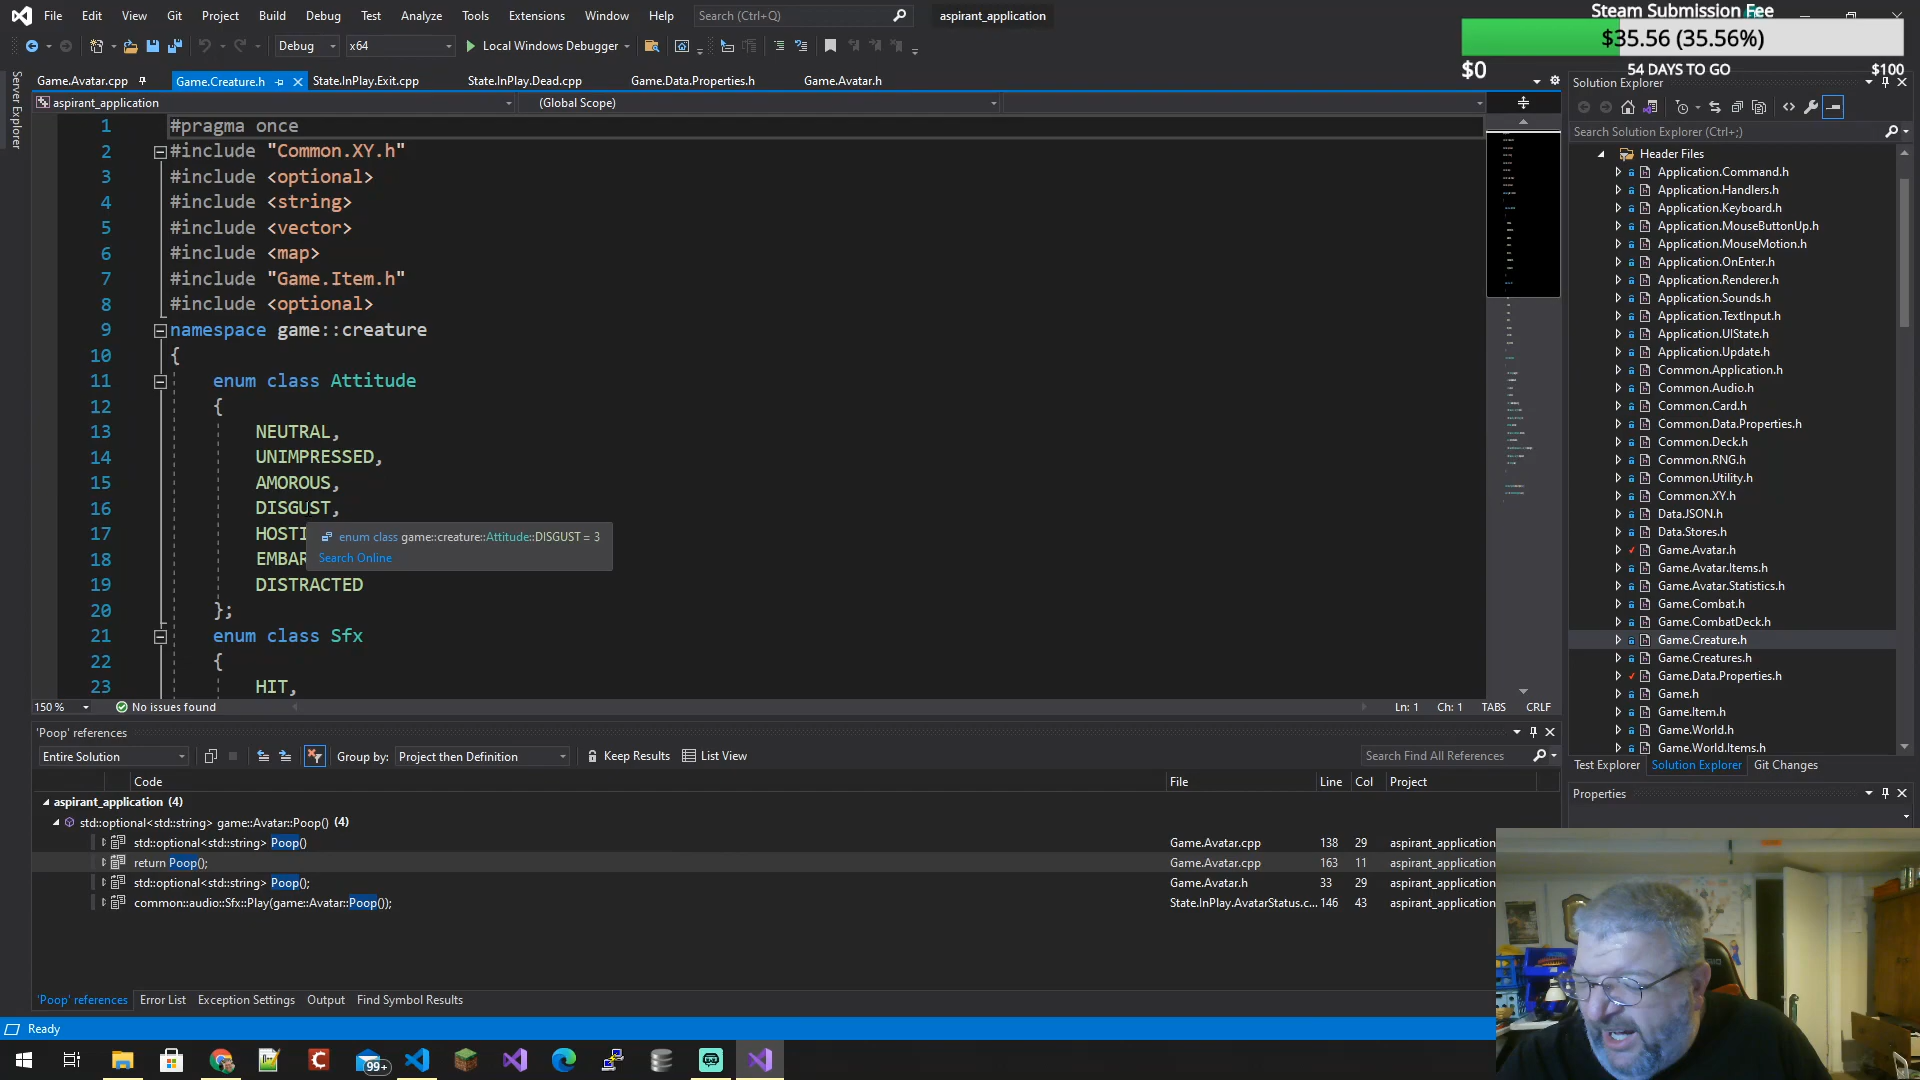 File Edit View Git Project Build Debug Test Analyze Tools Extensions Window Help Search (Ctrl+Q) aspirant_application
Steam Submission Fee
$35.56 (35.56%)
$0 54 DAYS TO GO $100
Debug x64 Local Windows Debugger
Server Explorer
Game.Avatar.cpp Game.Creature.h State.InPlay.Exit.cpp State.InPlay.Dead.cpp Game.Data.Properties.h Game.Avatar.h
aspirant_application (Global Scope)
1 #pragma once
2 #include "Common.XY.h"
3 #include <optional>
4 #include <string>
5 #include <vector>
6 #include <map>
7 #include "Game.Item.h"
8 #include <optional>
9 namespace game::creature
10 {
11 enum class Attitude
12 {
13 NEUTRAL,
14 UNIMPRESSED,
15 AMOROUS,
16 DISGUST,
17 HOSTI
18 EMBAR
19 DISTRACTED
20 };
21 enum class Sfx
22 {
23 HIT,
enum class game::creature::Attitude::DISGUST = 3
Search Online
150 % No issues found Ln: 1 Ch: 1 TABS CRLF
Solution Explorer
Search Solution Explorer (Ctrl+;)
Header Files
Application.Command.h
Application.Handlers.h
Application.Keyboard.h
Application.MouseButtonUp.h
Application.MouseMotion.h
Application.OnEnter.h
Application.Renderer.h
Application.Sounds.h
Application.TextInput.h
Application.UIState.h
Application.Update.h
Common.Application.h
Common.Audio.h
Common.Card.h
Common.Data.Properties.h
Common.Deck.h
Common.RNG.h
Common.Utility.h
Common.XY.h
Data.JSON.h
Data.Stores.h
Game.Avatar.h
Game.Avatar.Items.h
Game.Avatar.Statistics.h
Game.Combat.h
Game.CombatDeck.h
Game.Creature.h
Game.Creatures.h
Game.Data.Properties.h
Game.h
Game.Item.h
Game.World.h
Game.World.Items.h
Test Explorer Solution Explorer Git Changes
Properties
'Poop' references
Entire Solution Group by: Project then Definition Keep Results List View Search Find All References
Code File Line Col Project
aspirant_application (4)
std::optional<std::string> game::Avatar::Poop() (4)
std::optional<std::string> Poop() Game.Avatar.cpp 138 29 aspirant_application
return Poop(); Game.Avatar.cpp 163 11 aspirant_application
std::optional<std::string> Poop(); Game.Avatar.h 33 29 aspirant_application
common::audio::Sfx::Play(game::Avatar::Poop()); State.InPlay.AvatarStatus.c... 146 43 aspirant_application
'Poop' references Error List Exception Settings Output Find Symbol Results
Ready
99+